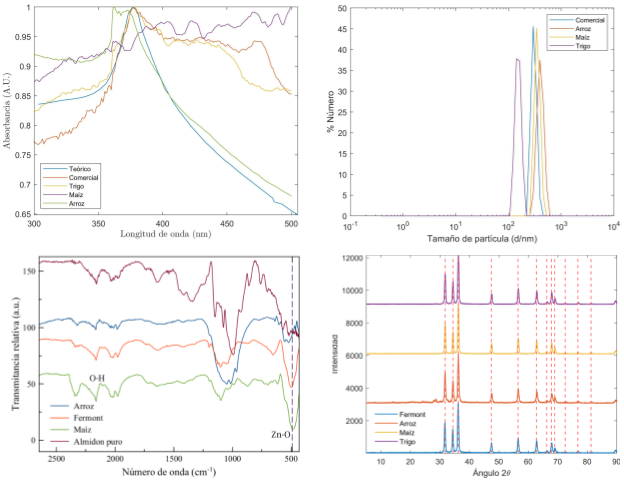 1
0.95
0.9
0.85
0.8
0.75
0.7
0.65
300
350
400
450
500
Absorbancia (A.U.)
Longitud de onda (nm)
Teórico
Comercial
Trigo
Maíz
Arroz
50
45
40
35
30
25
20
15
10
5
0
10-1
100
101
102
103
104
% Número
Tamaño de partícula (d/nm)
Comercial
Arroz
Maíz
Trigo
150
100
50
0
2500
2000
1500
1000
500
Transmitancia relativa (a.u.)
Número de onda (cm-1)
O-H
Zn-O
Arroz
Fermont
Maiz
Almidon puro
12000
10000
8000
6000
4000
2000
10
20
30
40
50
60
70
80
90
Intensidad
Ángulo 2θ
Fermont
Arroz
Maíz
Trigo